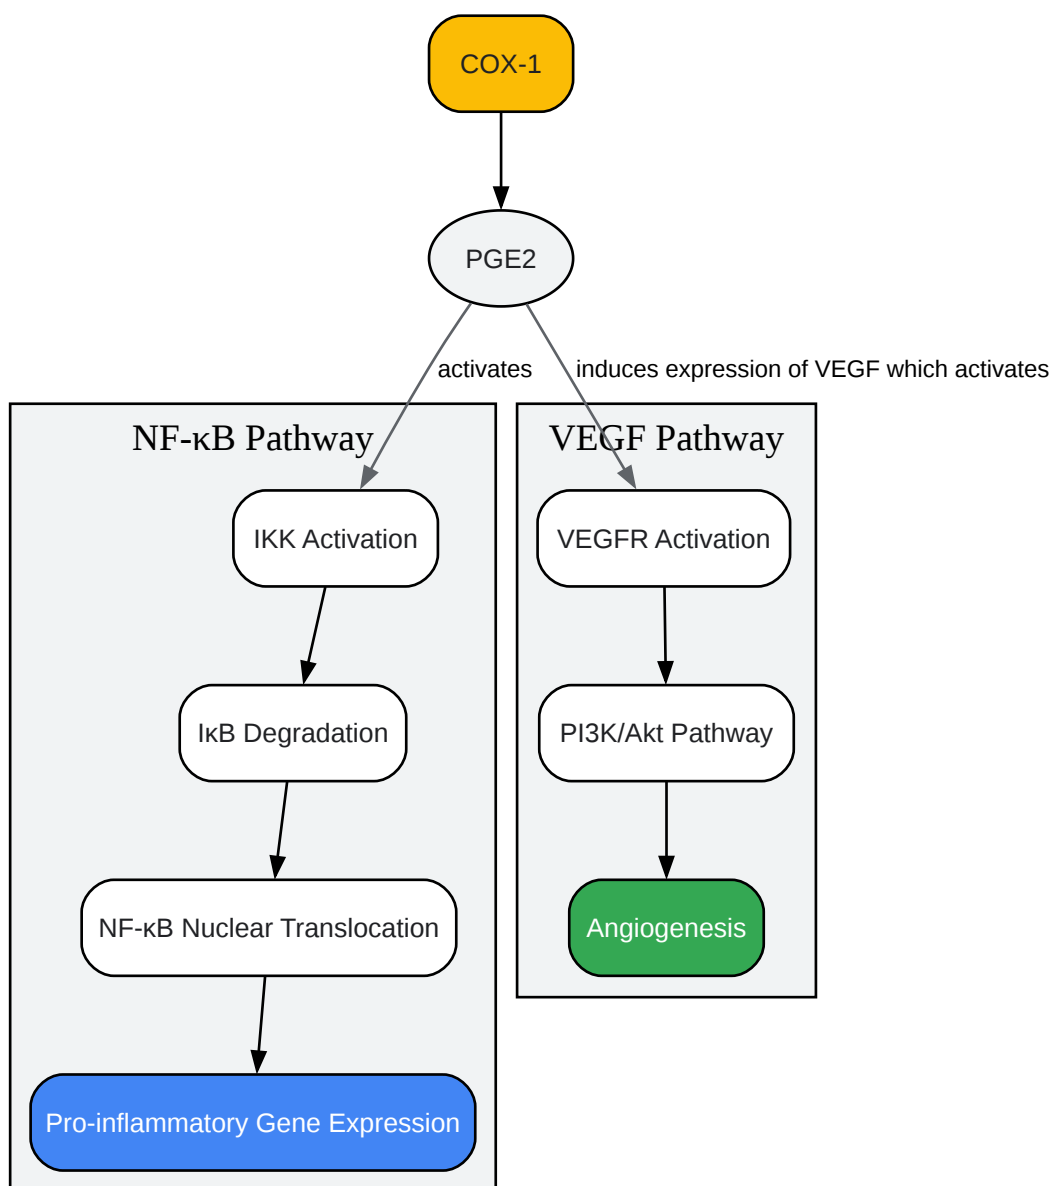 COX-1
PGE2
activates
induces expression of VEGF which activates
NF-κB Pathway
VEGF Pathway
IKK Activation
VEGFR Activation
IκB Degradation
PI3K/Akt Pathway
NF-κB Nuclear Translocation
Angiogenesis
Pro-inflammatory Gene Expression